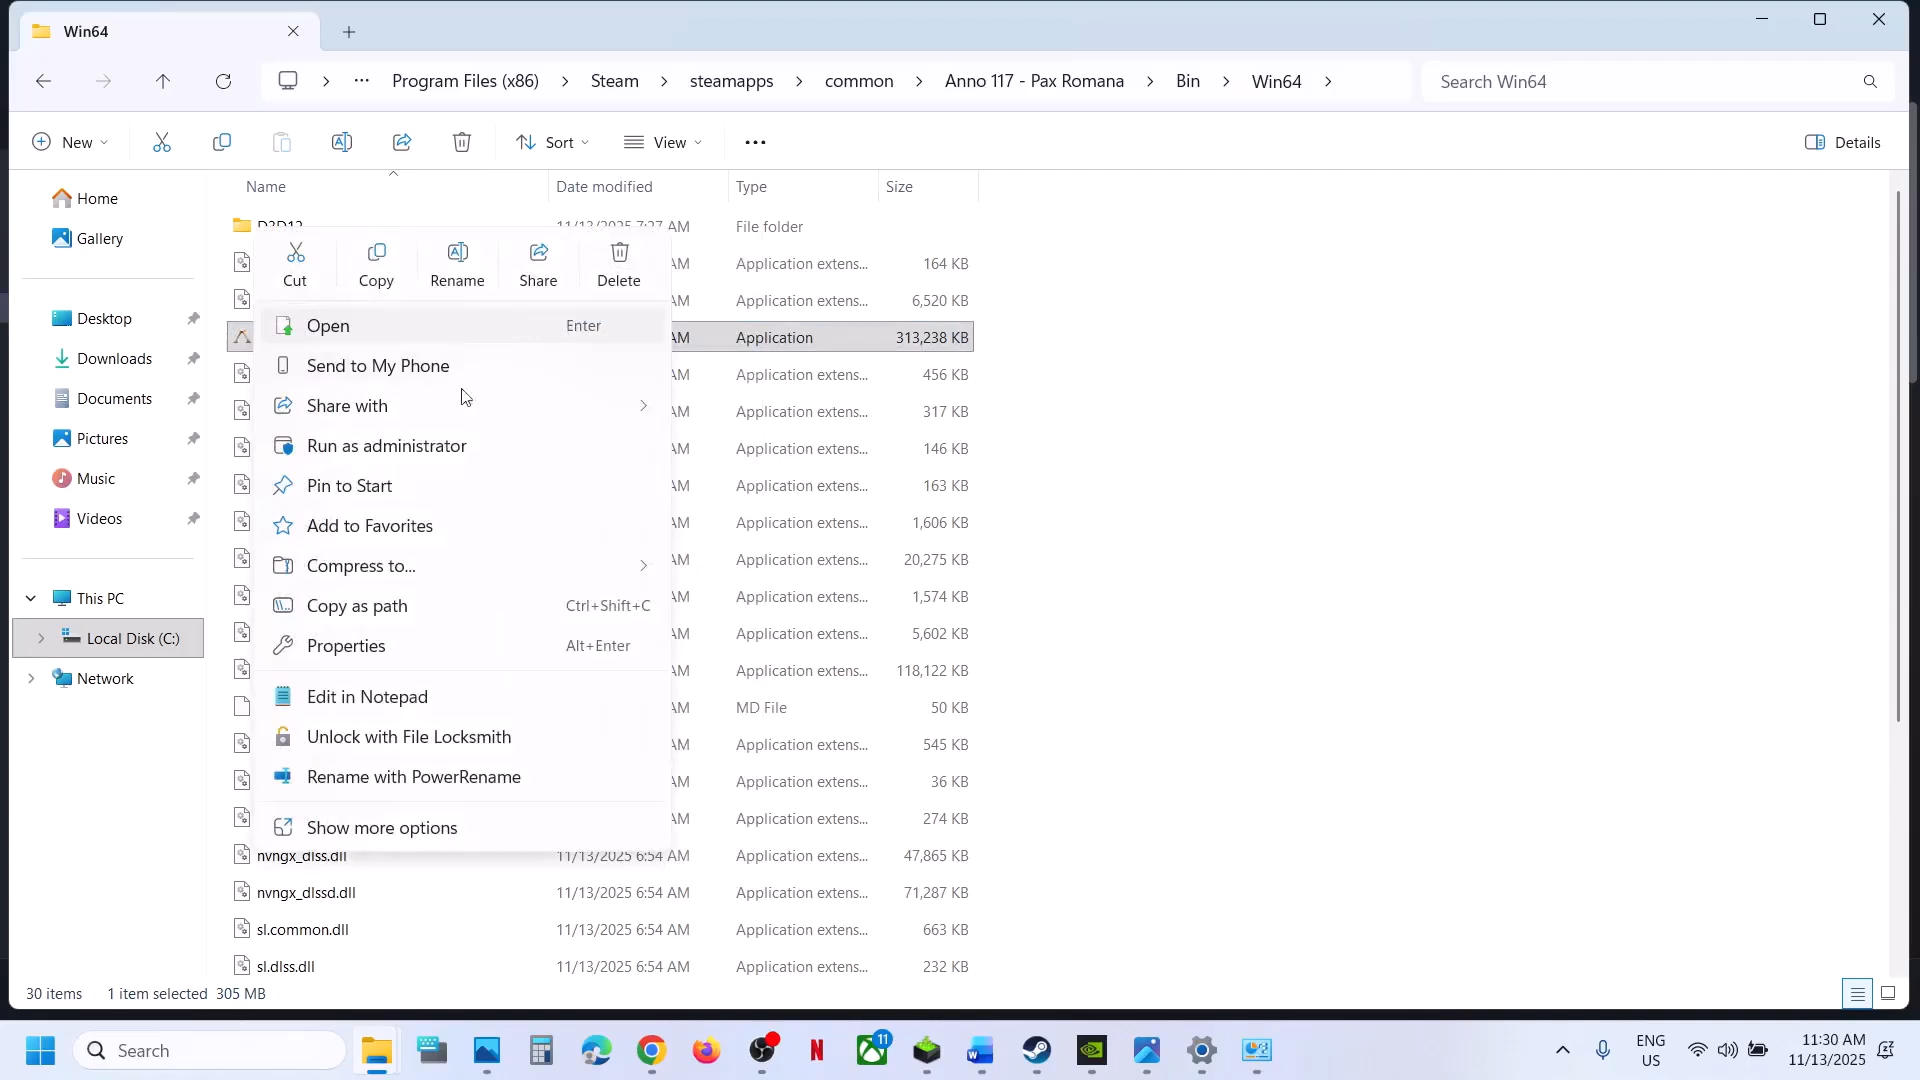 Win64
Program Files (x86) Steam steamapps common Anno 117 - Pax Romana Bin Win64
Search Win64
New
Sort
View
Details
Name
Date modified
Type
Size
Home
Gallery
Desktop
Downloads
Documents
Pictures
Music
Videos
This PC
Local Disk (C:)
Network
D3D12 11/13/2025 7:27 AM File folder
AM Application extens... 164 KB
AM Application extens... 6,520 KB
AM Application 313,238 KB
AM Application extens... 456 KB
AM Application extens... 317 KB
AM Application extens... 146 KB
AM Application extens... 163 KB
AM Application extens... 1,606 KB
AM Application extens... 20,275 KB
AM Application extens... 1,574 KB
AM Application extens... 5,602 KB
AM Application extens... 118,122 KB
AM MD File 50 KB
AM Application extens... 545 KB
AM Application extens... 36 KB
AM Application extens... 274 KB
nvngx_dlss.dll 11/13/2025 6:54 AM Application extens... 47,865 KB
nvngx_dlssd.dll 11/13/2025 6:54 AM Application extens... 71,287 KB
sl.common.dll 11/13/2025 6:54 AM Application extens... 663 KB
sl.dlss.dll 11/13/2025 6:54 AM Application extens... 232 KB
Cut
Copy
Rename
Share
Delete
Open Enter
Send to My Phone
Share with
Run as administrator
Pin to Start
Add to Favorites
Compress to...
Copy as path Ctrl+Shift+C
Properties Alt+Enter
Edit in Notepad
Unlock with File Locksmith
Rename with PowerRename
Show more options
30 items 1 item selected 305 MB
Search
11
ENG
US
11:30 AM
11/13/2025